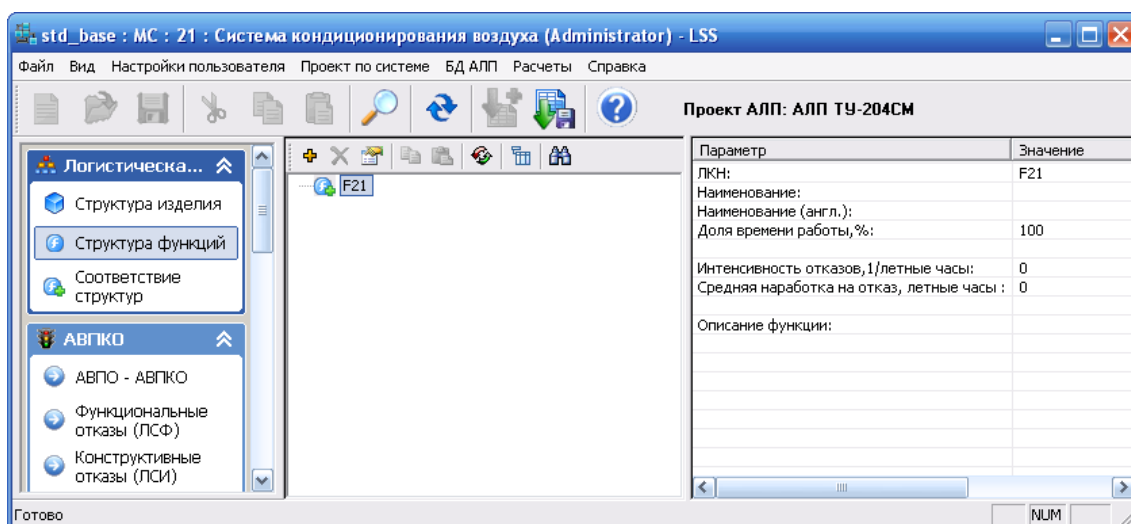 std_base : МС : 21 : Система кондиционирования воздуха (Administrator) - LSS
Файл Вид Настройки пользователя Проект по системе БД АЛП Расчеты Справка
Проект АЛП: АЛП ТУ-204СМ
Логистическа...
Структура изделия
Структура функций
Соответствие
структур
АВПКО
АВПО - АВПКО
Функциональные
отказы (ЛСФ)
Конструктивные
отказы (ЛСИ)
F21
Параметр Значение
ЛКН: F21
Наименование:
Наименование (англ.):
Доля времени работы,%: 100
Интенсивность отказов,1/летные часы: 0
Средняя наработка на отказ, летные часы : 0
Описание функции:
Готово NUM